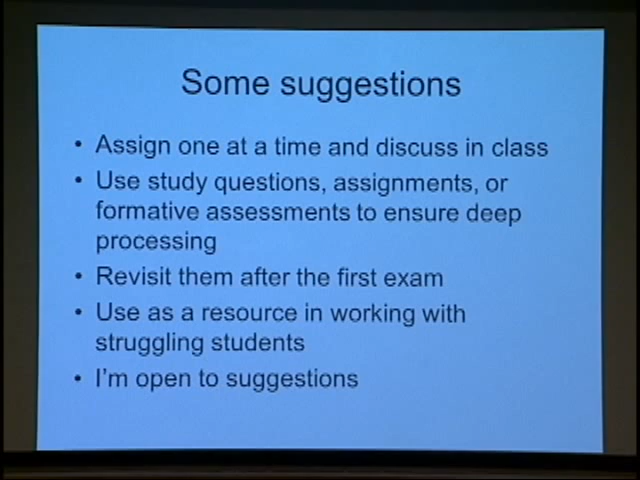 Some suggestions
• Assign one at a time and discuss in class
• Use study questions, assignments, or
formative assessments to ensure deep
processing
• Revisit them after the first exam
• Use as a resource in working with
struggling students
• I'm open to suggestions